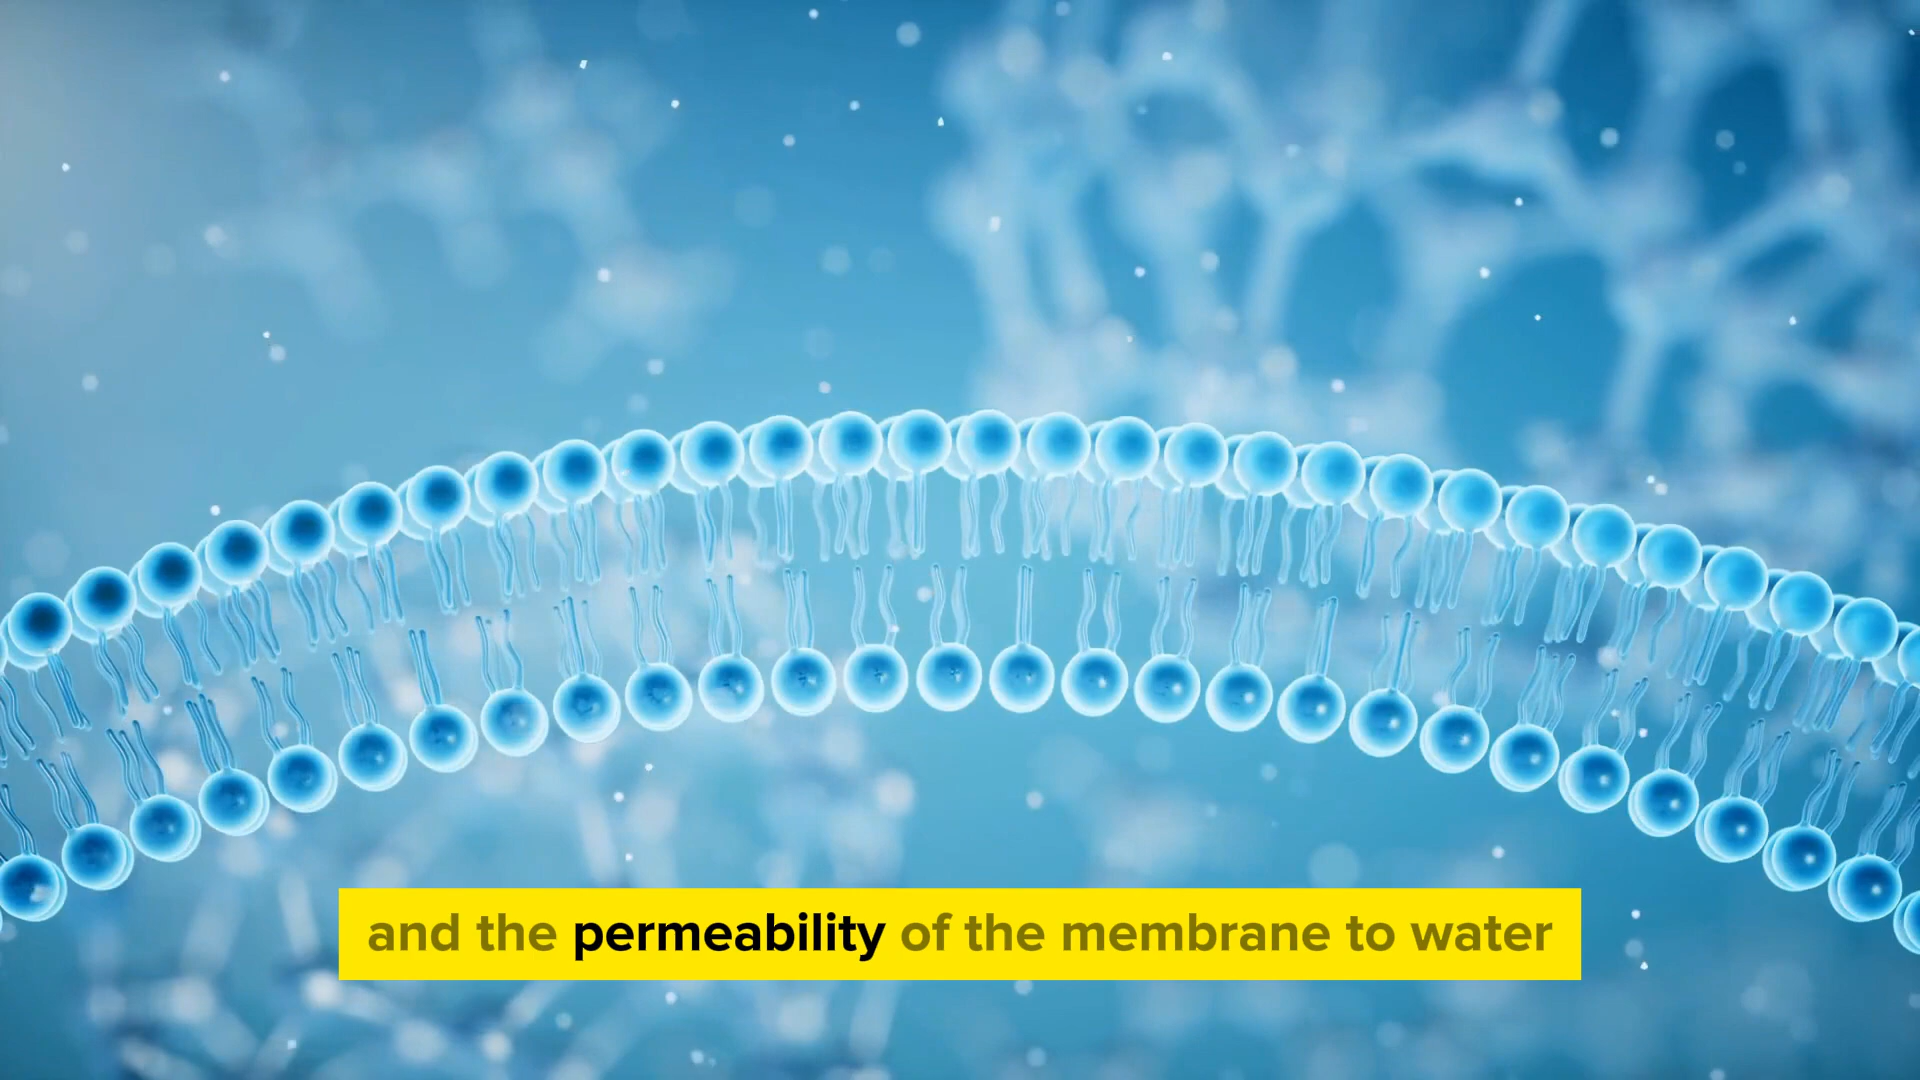 and the permeability of the membrane to water